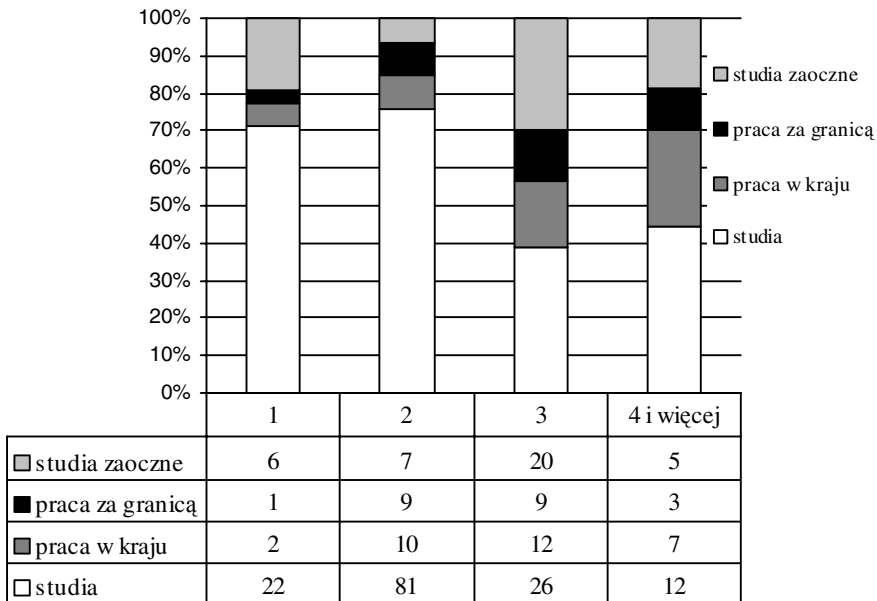 100%
90%
80%
70%
60%
50%
40%
30%
20%
10%
0%
studia zaoczne
praca za granicą
praca w kraju
studia
1 2 3 4 i więcej
studia zaoczne 6 7 20 5
praca za granicą 1 9 9 3
praca w kraju 2 10 12 7
studia 22 81 26 12